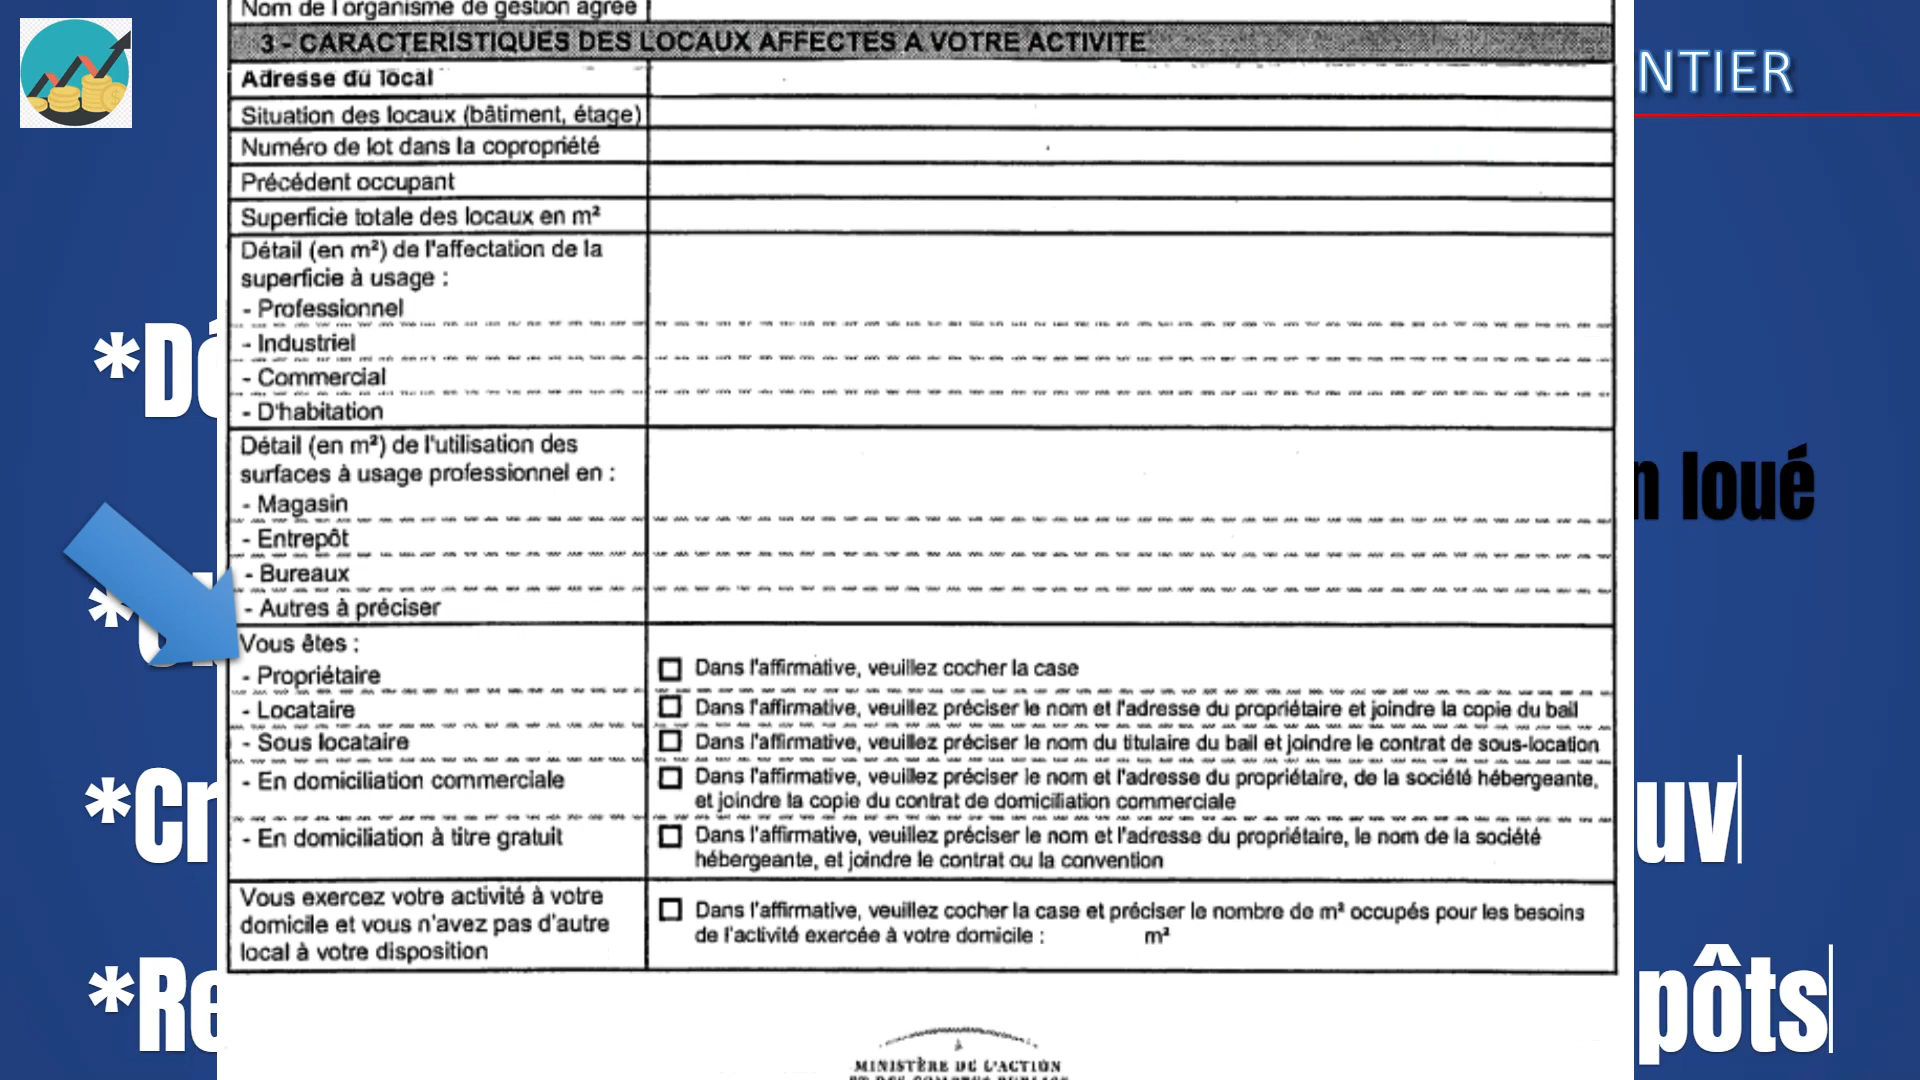 Nom de l'organisme de gestion agréé
3 - CARACTERISTIQUES DES LOCAUX AFFECTES A VOTRE ACTIVITE
NTIER
Adresse du local
Situation des locaux (bâtiment, étage)
Numéro de lot dans la copropriété
Précédent occupant
Superficie totale des locaux en m²
Détail (en m²) de l'affectation de la
superficie à usage :
- Professionnel
- Industriel
*Dé
- Commercial
- D'habitation
Détail (en m²) de l'utilisation des
surfaces à usage professionnel en :
n loué
- Magasin
- Entrepôt
- Bureaux
- Autres à préciser
Vous êtes :
- Propriétaire
Dans l'affirmative, veuillez cocher la case
- Locataire
Dans l'affirmative, veuillez préciser le nom et l'adresse du propriétaire et joindre la copie du bail
- Sous locataire
Dans l'affirmative, veuillez préciser le nom du titulaire du bail et joindre le contrat de sous-location
- En domiciliation commerciale
Dans l'affirmative, veuillez préciser le nom et l'adresse du propriétaire, de la société hébergeante,
et joindre la copie du contrat de domiciliation commerciale
*Cr
uv
- En domiciliation à titre gratuit
Dans l'affirmative, veuillez préciser le nom et l'adresse du propriétaire, le nom de la société
hébergeante, et joindre le contrat ou la convention
Vous exercez votre activité à votre
domicile et vous n'avez pas d'autre
local à votre disposition
Dans l'affirmative, veuillez cocher la case et préciser le nombre de m² occupés pour les besoins
de l'activité exercée à votre domicile : m²
*Re
pôts
MINISTÈRE DE L'ACTION
ET DES COMPTES PUBLICS